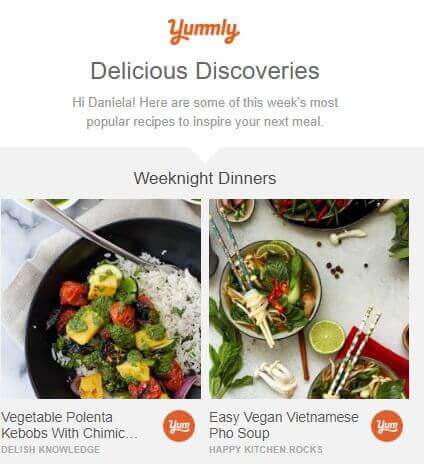 Yummly
Delicious Discoveries
Hi Daniela! Here are some of this week's most
popular recipes to inspire your next meal.
Weeknight Dinners
Vegetable Polenta
Kebobs With Chimic...
Yum
DELISH KNOWLEDGE
Easy Vegan Vietnamese
Pho Soup
Yum
HAPPY KITCHEN.ROCKS